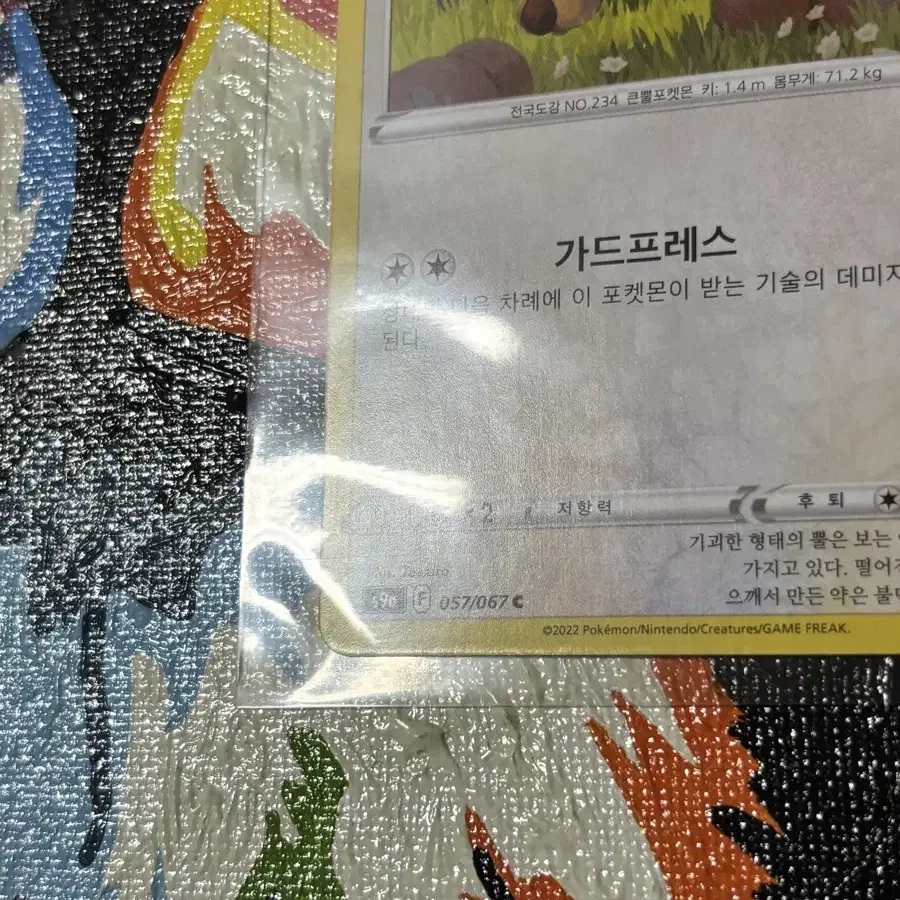 전국도감 NO.234 큰뿔포켓몬 키: 1.4 m 몸무게: 71.2 kg
가드프레스
다음 차례에 이 포켓몬이 받는 기술의 데미지
된다.
×2 저항력 후퇴
기괴한 형태의 뿔은 보는
가지고 있다. 떨어
으깨서 만든 약은 불
F 057/067 C
©2022 Pokémon/Nintendo/Creatures/GAME FREAK.